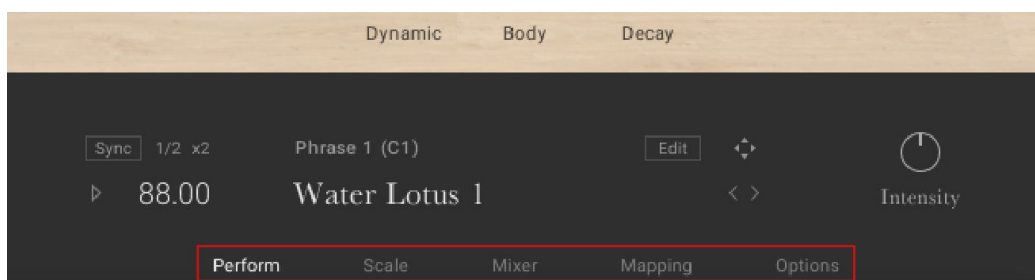 Dynamic Body Decay
Sync 1/2 x2 Phrase 1 (C1) Edit
88.00 Water Lotus 1 < >
Intensity
Perform Scale Mixer Mapping Options